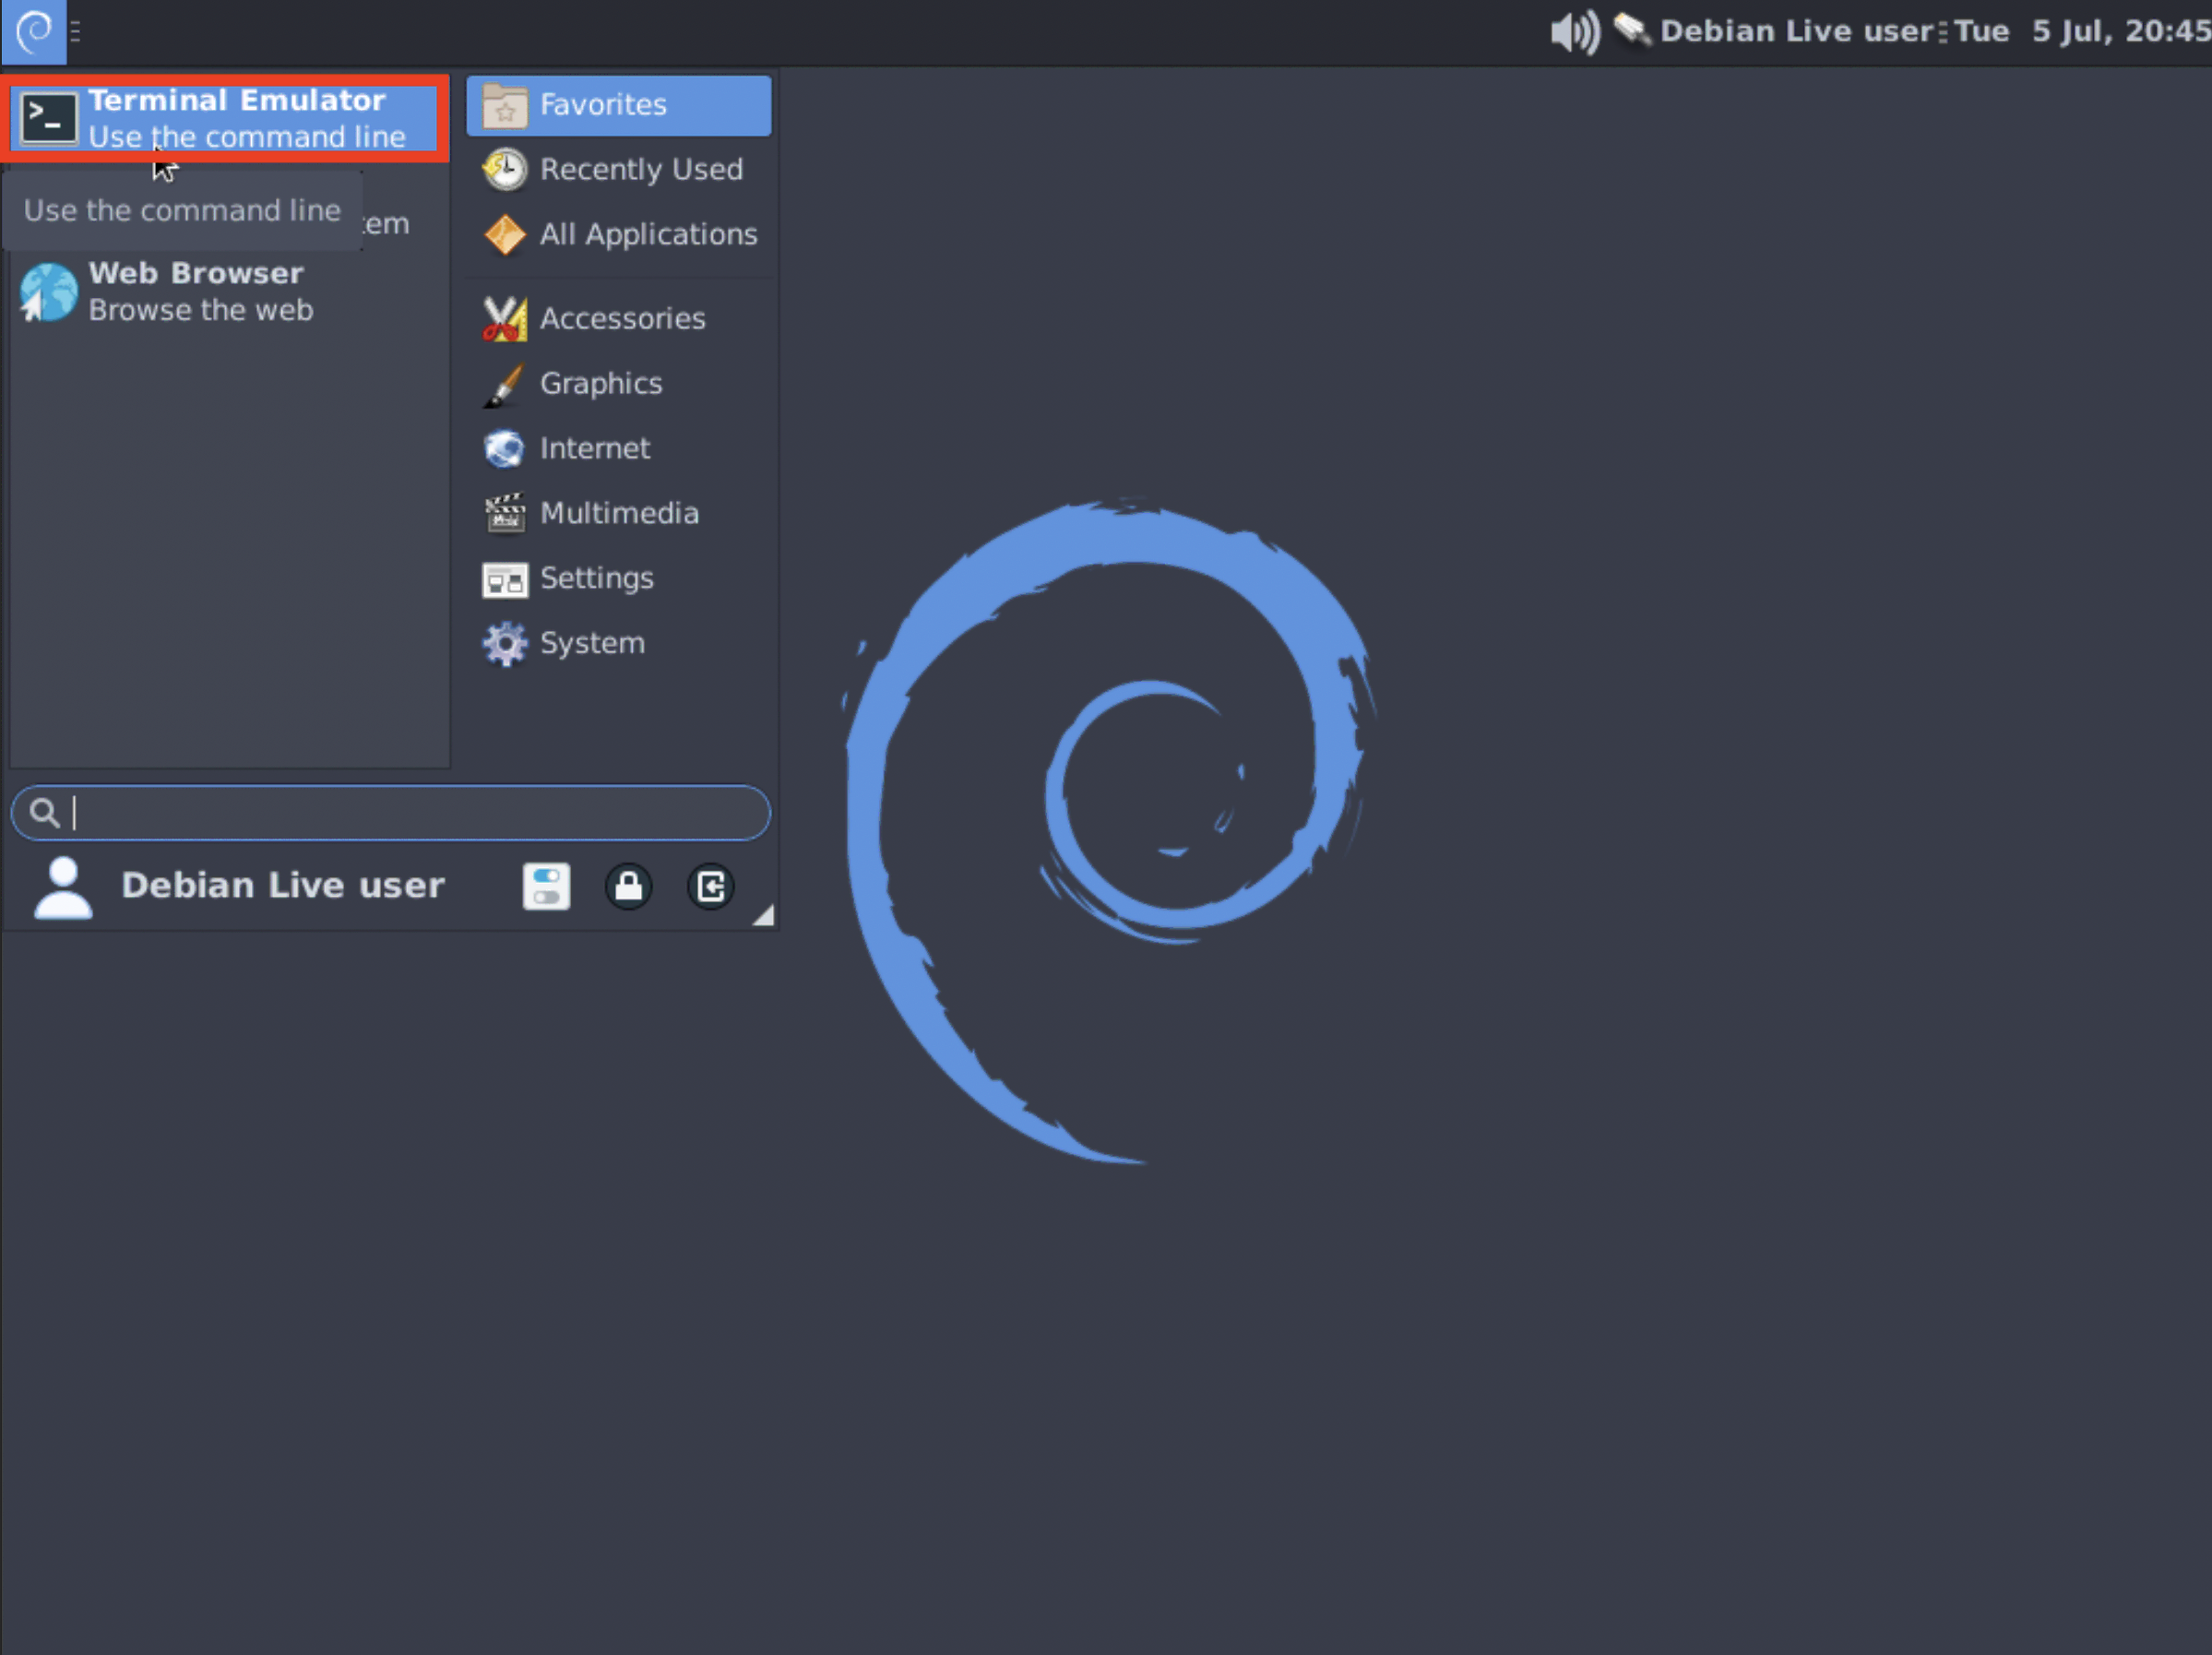 Debian Live user
Tue 5 Jul, 20:45
Terminal Emulator
Use the command line
Use the command line
Web Browser
Browse the web
Favorites
Recently Used
All Applications
Accessories
Graphics
Internet
Multimedia
Settings
System
Debian Live user